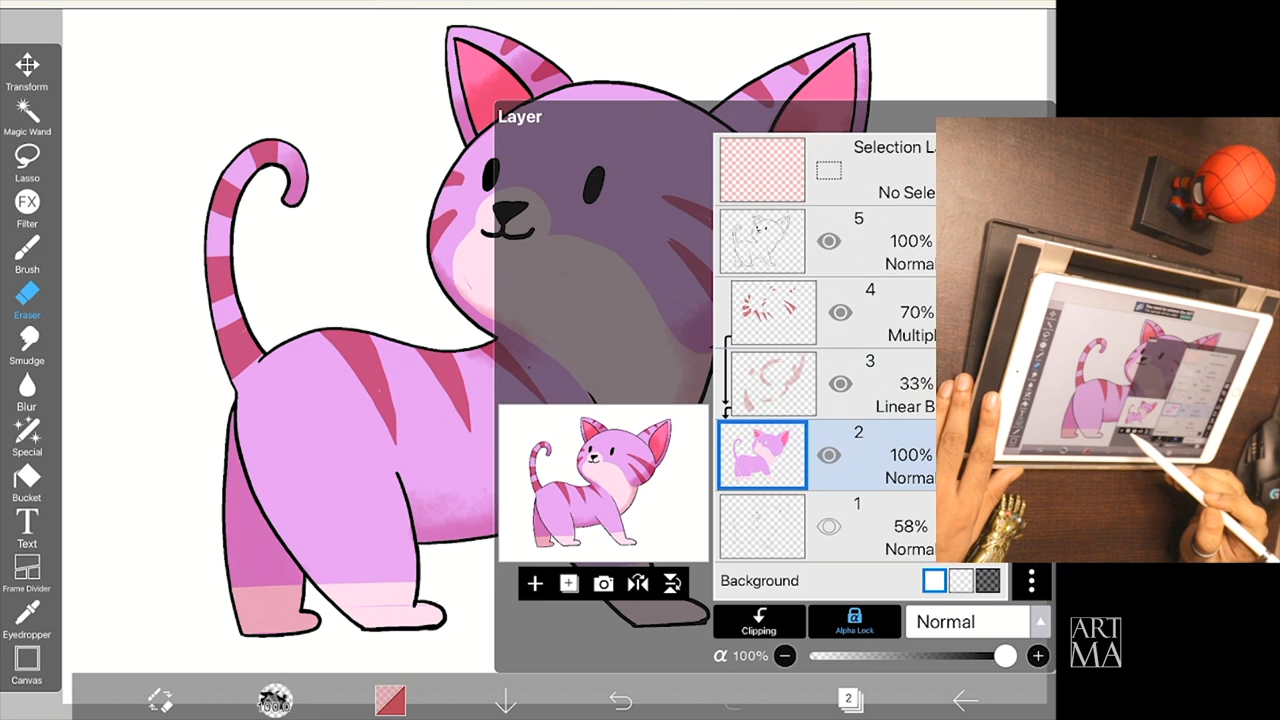 Transform
Magic Wand
Lasso
FX
Filter
Brush
Eraser
Smudge
Blur
Special
Bucket
T
Text
Frame Divider
Eyedropper
Canvas
Layer
Selection L
No Sele
5
100%
Normal
4
70%
Multipl
3
33%
Linear B
2
100%
Normal
1
58%
Normal
Background
Clipping
α
Alpha Lock
Normal
α 100%
100.0
2
ART
MA